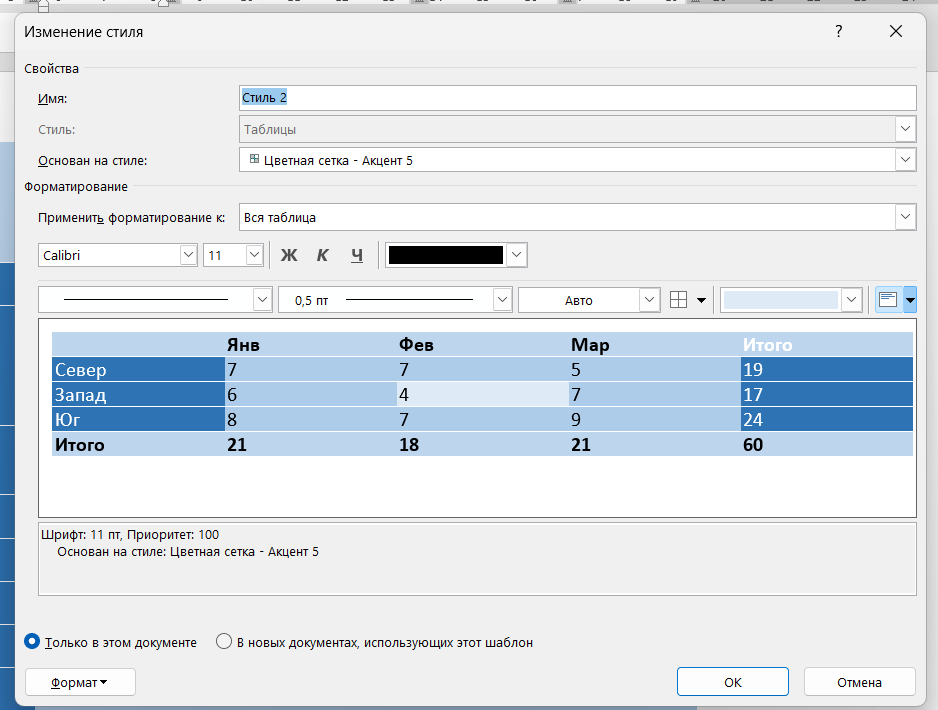 Изменение стиля ?
Свойства
Имя: Стиль 2
Стиль: Таблицы
Основан на стиле: Цветная сетка - Акцент 5
Форматирование
Применить форматирование к: Вся таблица
Calibri 11 Ж К Ч
0,5 пт Авто
Янв Фев Мар Итого
Север 7 7 5 19
Запад 6 4 7 17
Юг 8 7 9 24
Итого 21 18 21 60
Шрифт: 11 пт, Приоритет: 100
Основан на стиле: Цветная сетка - Акцент 5
Только в этом документе В новых документах, использующих этот шаблон
Формат ОК Отмена